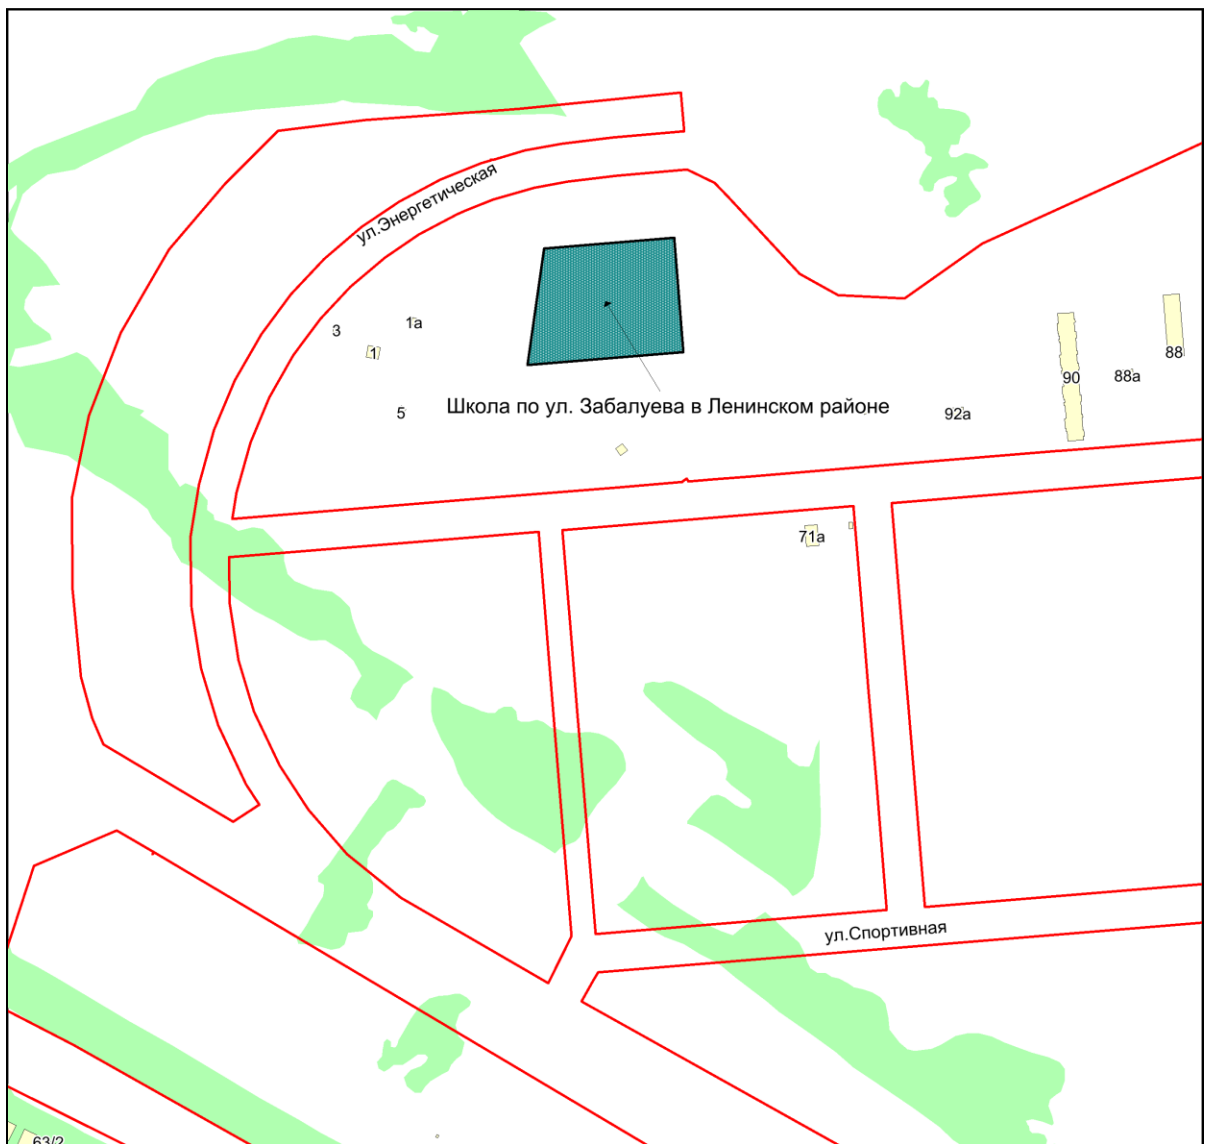 ул.Энергетическая
3
1а
1
5
Школа по ул. Забалуева в Ленинском районе
92а
90
88а
88
71а
ул.Спортивная
63/2